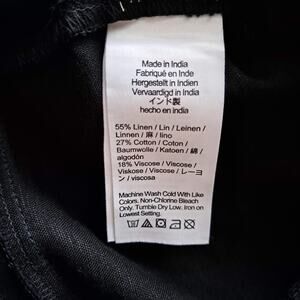 Made in India
Fabriqué en Inde
Hergestellt in Indien
Vervaardigd in India
インド製
hecho en india
55% Linen / Lin / Leinen /
Linnen / 麻 / lino
27% Cotton / Coton /
Baumwolle / Katoen / 綿 /
algodón
18% Viscose / Viscose /
Viskose / Viscose / レーヨ
ン / viscosa
Machine Wash Cold With Like
Colors. Non-Chlorine Bleach
Only. Tumble Dry Low. Iron on
Lowest Setting.